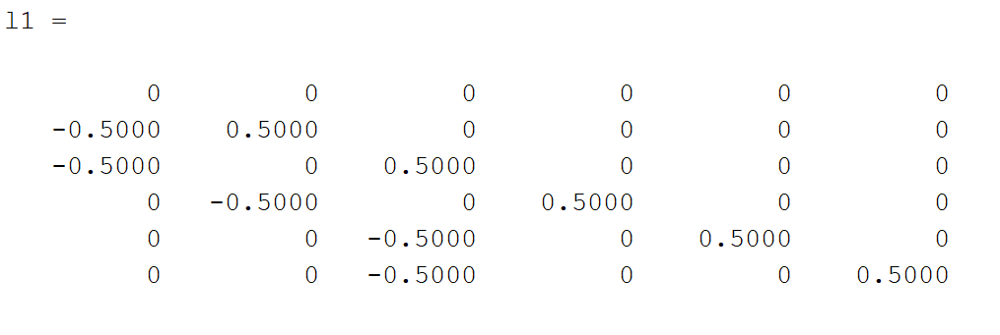 l1 =
0 0 0 0 0 0
-0.5000 0.5000 0 0 0 0
-0.5000 0 0.5000 0 0 0
0 -0.5000 0 0.5000 0 0
0 0 -0.5000 0 0.5000 0
0 0 -0.5000 0 0 0.5000